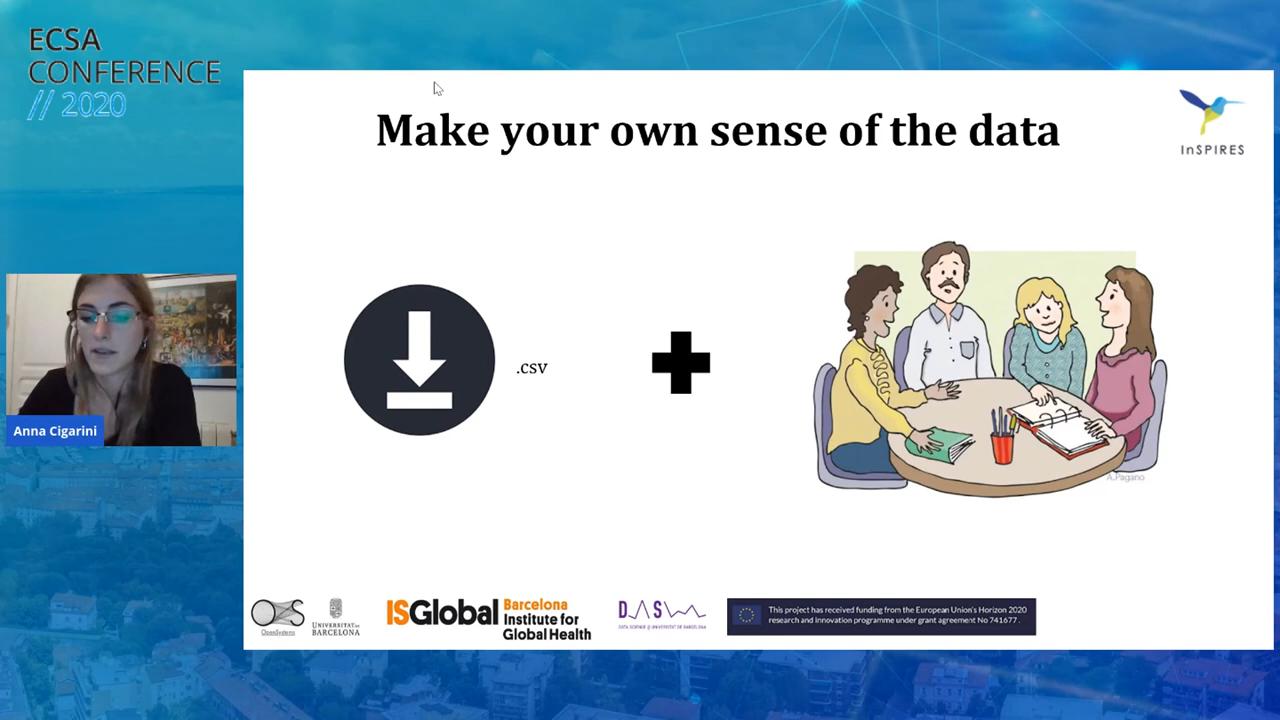 ECSA
CONFERENCE
// 2020
Make your own sense of the data
InSPIRES
Anna Cigarini
.csv
A.Pagano
OpenSystems
UNIVERSITAT DE
BARCELONA
ISGlobal
Barcelona
Institute for
Global Health
DATA SCIENCE @ UNIVERSITAT DE BARCELONA
This project has received funding from the European Union's Horizon 2020
research and Innovation programme under grant agreement No 741677 .